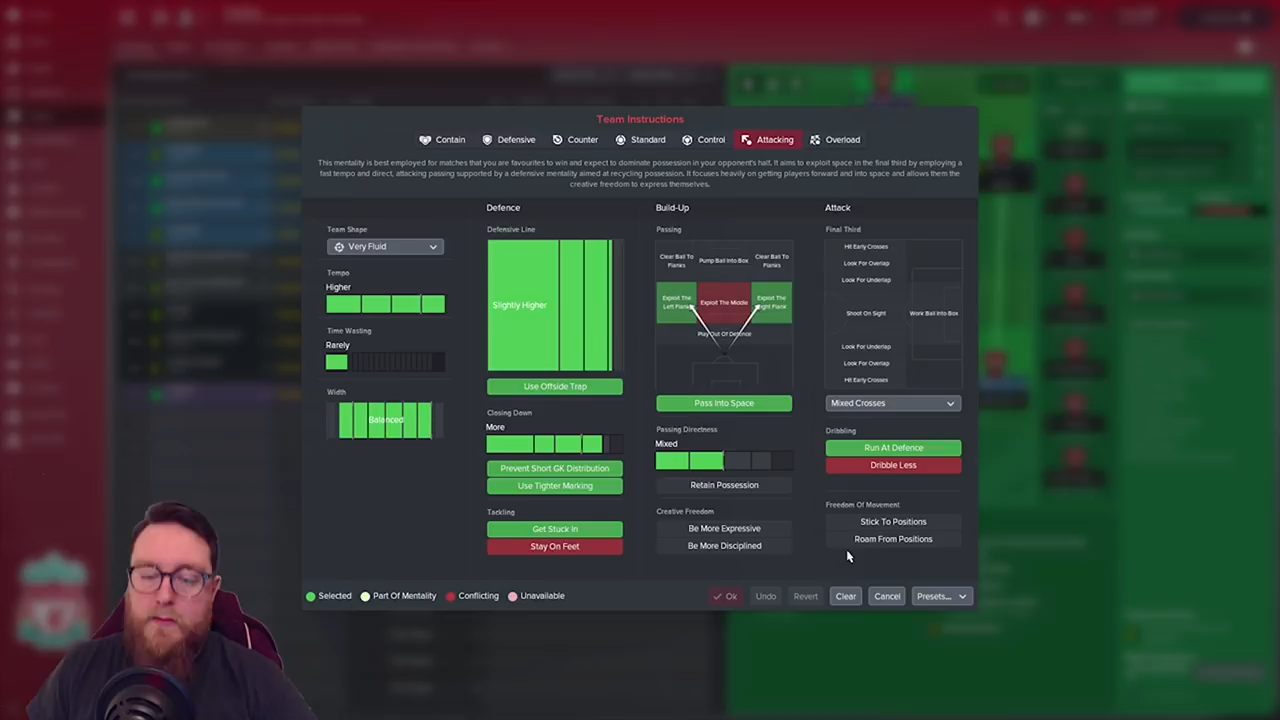 Team Instructions
Contain
Defensive
Counter
Standard
Control
Attacking
Overload
This mentality is best employed for matches that you are favourites to win and expect to dominate possession in your opponent's half. It aims to exploit space in the final third by employing a
fast tempo and direct, attacking passing supported by a defensive mentality aimed at recycling possession. It focuses heavily on getting players forward and into space and allows them the
creative freedom to express themselves.
Team Shape
Very Fluid
Tempo
Higher
Time Wasting
Rarely
Width
Balanced
Defence
Defensive Line
Slightly Higher
Use Offside Trap
Closing Down
More
Prevent Short GK Distribution
Use Tighter Marking
Tackling
Get Stuck In
Stay On Feet
Build-Up
Passing
Clear Ball To
Flanks
Pump Ball Into Box
Clear Ball To
Flanks
Exploit The
Left Flank
Exploit The Middle
Exploit The
Right Flank
Play Out Of Defence
Pass Into Space
Passing Directness
Mixed
Retain Possession
Creative Freedom
Be More Expressive
Be More Disciplined
Attack
Final Third
Hit Early Crosses
Look For Overlap
Look For Underlap
Shoot On Sight
Work Ball Into Box
Look For Underlap
Look For Overlap
Hit Early Crosses
Mixed Crosses
Dribbling
Run At Defence
Dribble Less
Freedom Of Movement
Stick To Positions
Roam From Positions
Selected
Part Of Mentality
Conflicting
Unavailable
Ok
Undo
Revert
Clear
Cancel
Presets...